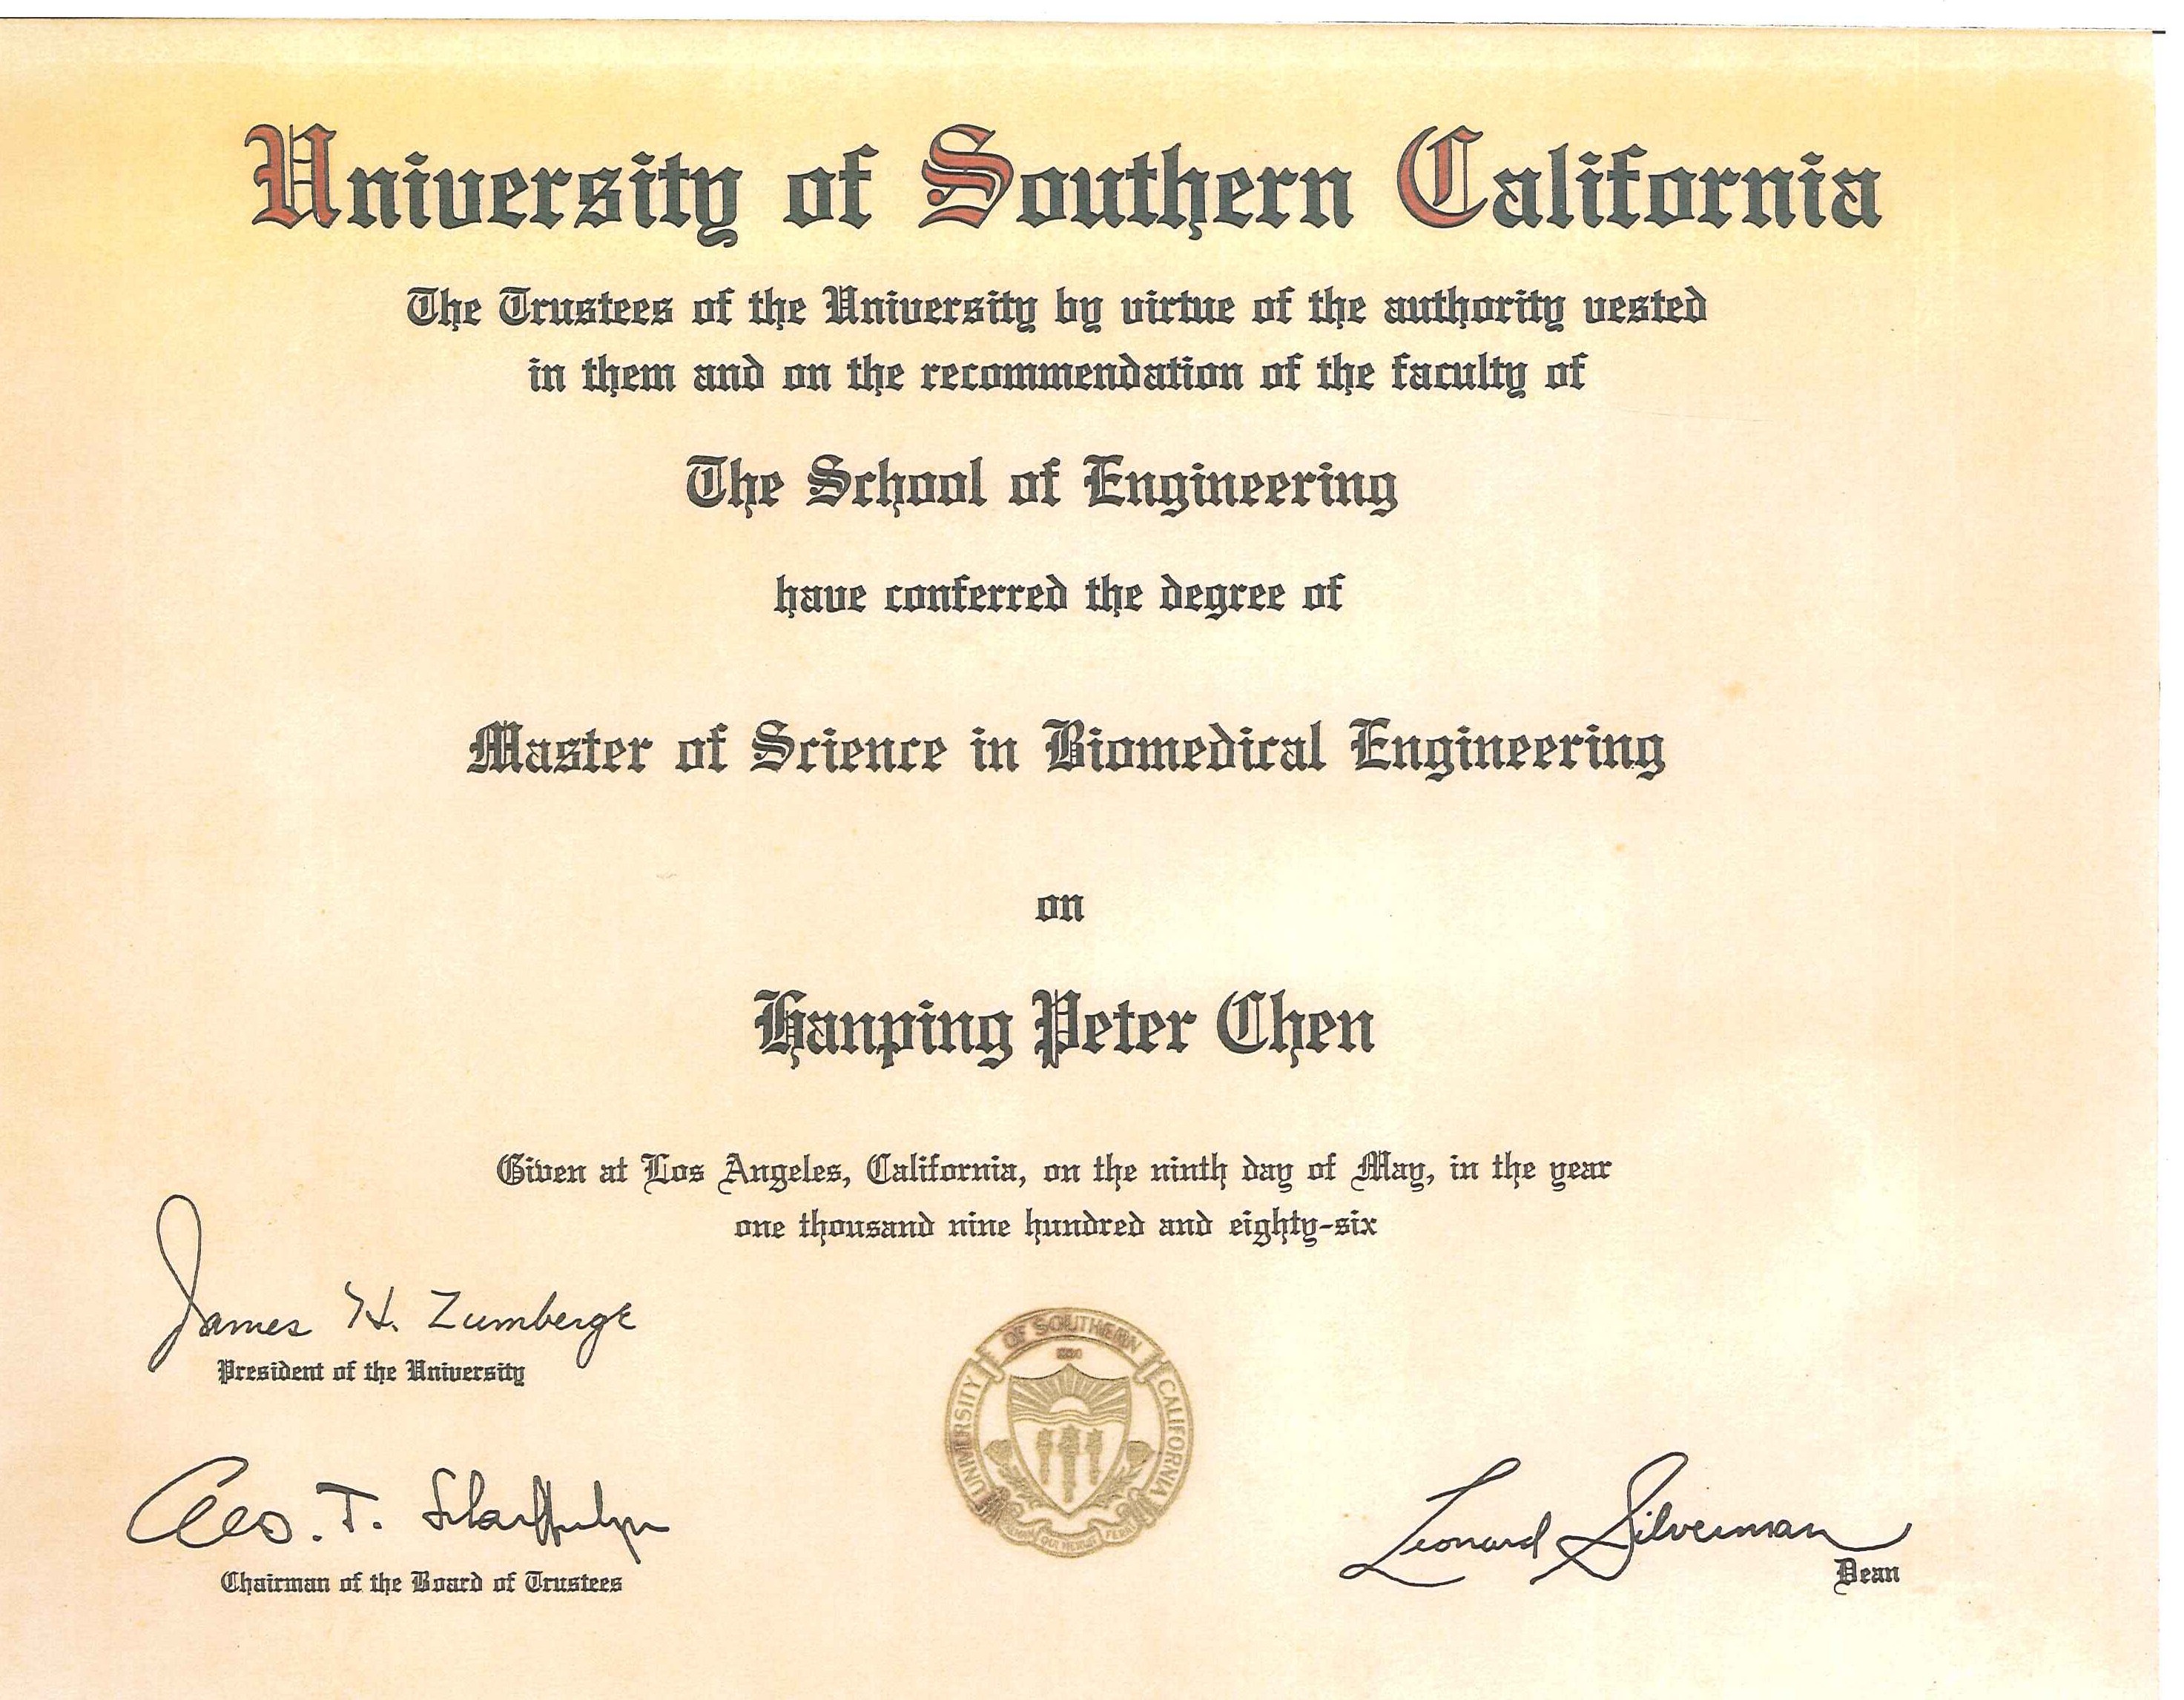 University of Southern California
The Trustees of the University by virtue of the authority vested
in them and on the recommendation of the faculty of
The School of Engineering
have conferred the degree of
Master of Science in Biomedical Engineering
on
Hanping Peter Chen
Given at Los Angeles, California, on the ninth day of May, in the year
one thousand nine hundred and eighty-six
James H. Zumberge
President of the University
UNIVERSITY OF SOUTHERN CALIFORNIA
1880
Geo. T. Scharffenberger
Chairman of the Board of Trustees
Leonard Silverman
Dean